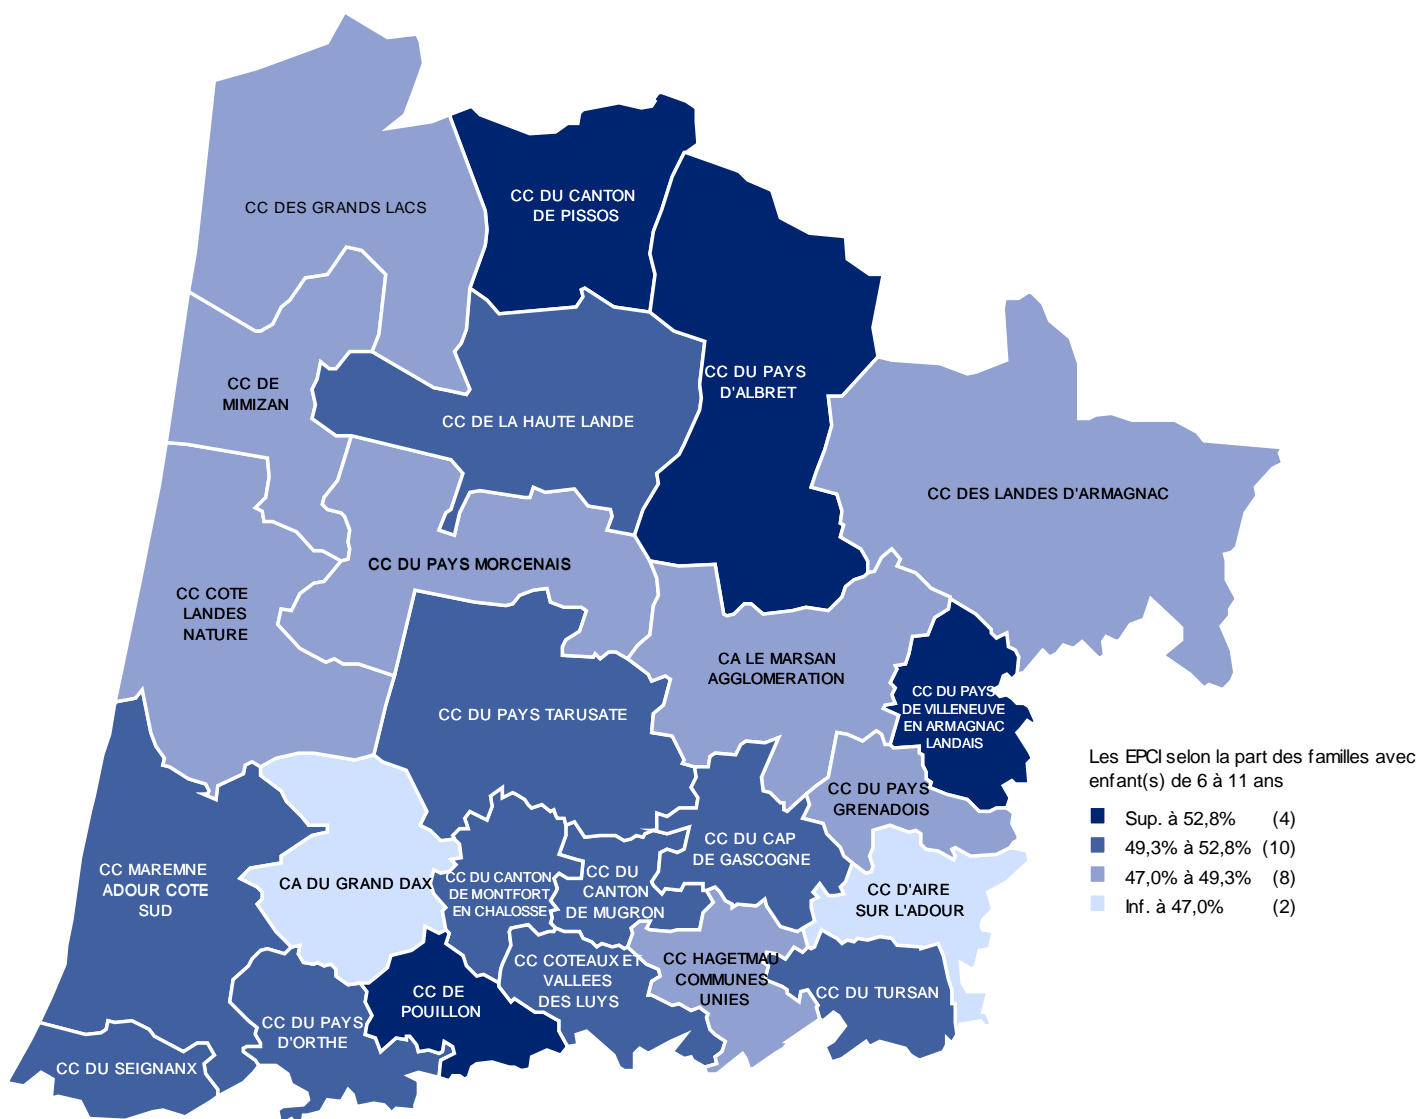 CC DES GRANDS LACS
CC DU CANTON
DE PISSOS
CC DE
MIMIZAN
CC DE LA HAUTE LANDE
CC DU PAYS
D'ALBRET
CC DES LANDES D'ARMAGNAC
CC DU PAYS MORCENAIS
CC COTE
LANDES
NATURE
CA LE MARSAN
AGGLOMERATION
CC DU PAYS
DE VILLENEUVE
EN ARMAGNAC
LANDAIS
CC DU PAYS TARUSATE
CC DU PAYS
GRENADOIS
CC DU CAP
DE GASCOGNE
CC MAREMNE
ADOUR COTE
SUD
CA DU GRAND DAX
CC DU CANTON
DE MONTFORT
EN CHALOSSE
CC DU
CANTON
DE MUGRON
CC D'AIRE
SUR L'ADOUR
CC COTEAUX ET
VALLEES
DES LUYS
CC HAGETMAU
COMMUNES
UNIES
CC DU TURSAN
CC DE
POUILLON
CC DU PAYS
D'ORTHE
CC DU SEIGNANX
Les EPCI selon la part des familles avec
enfant(s) de 6 à 11 ans
Sup. à 52,8% (4)
49,3% à 52,8% (10)
47,0% à 49,3% (8)
Inf. à 47,0% (2)